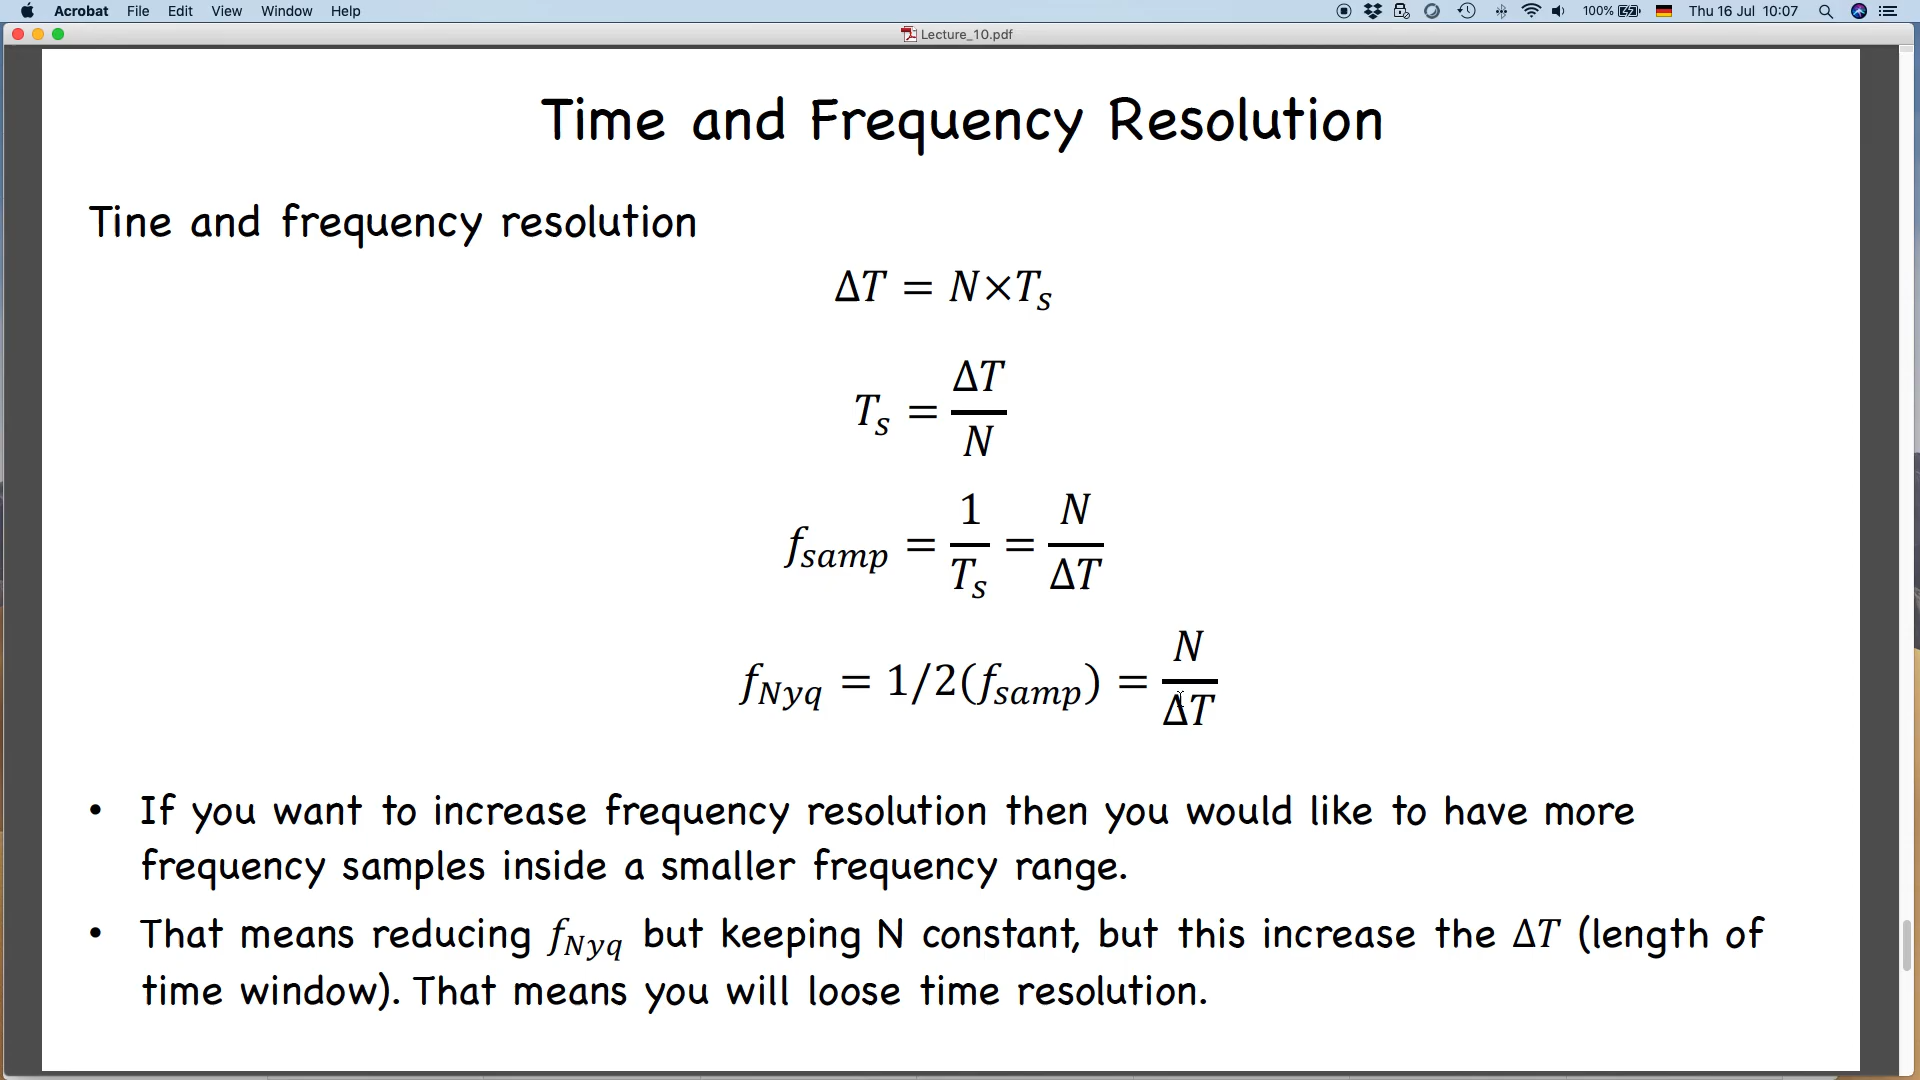 Acrobat File Edit View Window Help 100% Thu 16 Jul 10:07
Lecture_10.pdf
Time and Frequency Resolution
Tine and frequency resolution
ΔT = N×T_s
T_s = ΔT/N
f_samp = 1/T_s = N/ΔT
f_Nyq = 1/2(f_samp) = N/ΔT
• If you want to increase frequency resolution then you would like to have more
frequency samples inside a smaller frequency range.
• That means reducing f_Nyq but keeping N constant, but this increase the ΔT (length of
time window). That means you will loose time resolution.